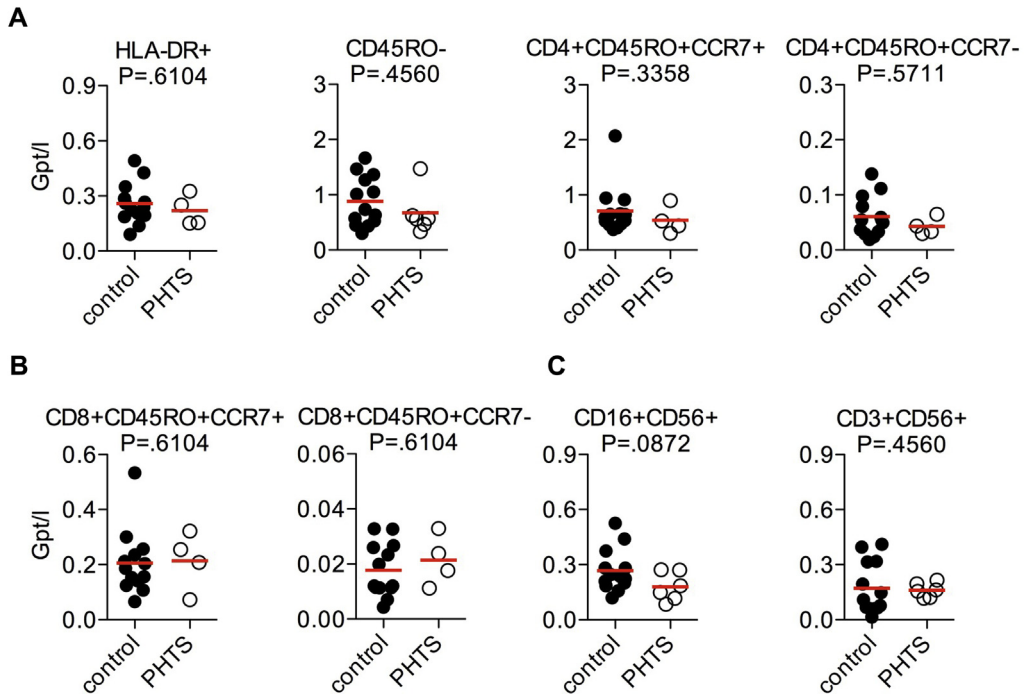 A
HLA-DR+
P=.6104
0.9
0.6
0.3
0.0
Gpt/l
control
PHTS
CD45RO-
P=.4560
3
2
1
0
control
PHTS
CD4+CD45RO+CCR7+
P=.3358
3
2
1
0
control
PHTS
CD4+CD45RO+CCR7-
P=.5711
0.3
0.2
0.1
0.0
control
PHTS
B
CD8+CD45RO+CCR7+
P=.6104
0.6
0.4
0.2
0.0
Gpt/l
control
PHTS
CD8+CD45RO+CCR7-
P=.6104
0.06
0.04
0.02
0.00
control
PHTS
C
CD16+CD56+
P=.0872
0.9
0.6
0.3
0.0
control
PHTS
CD3+CD56+
P=.4560
0.9
0.6
0.3
0.0
control
PHTS